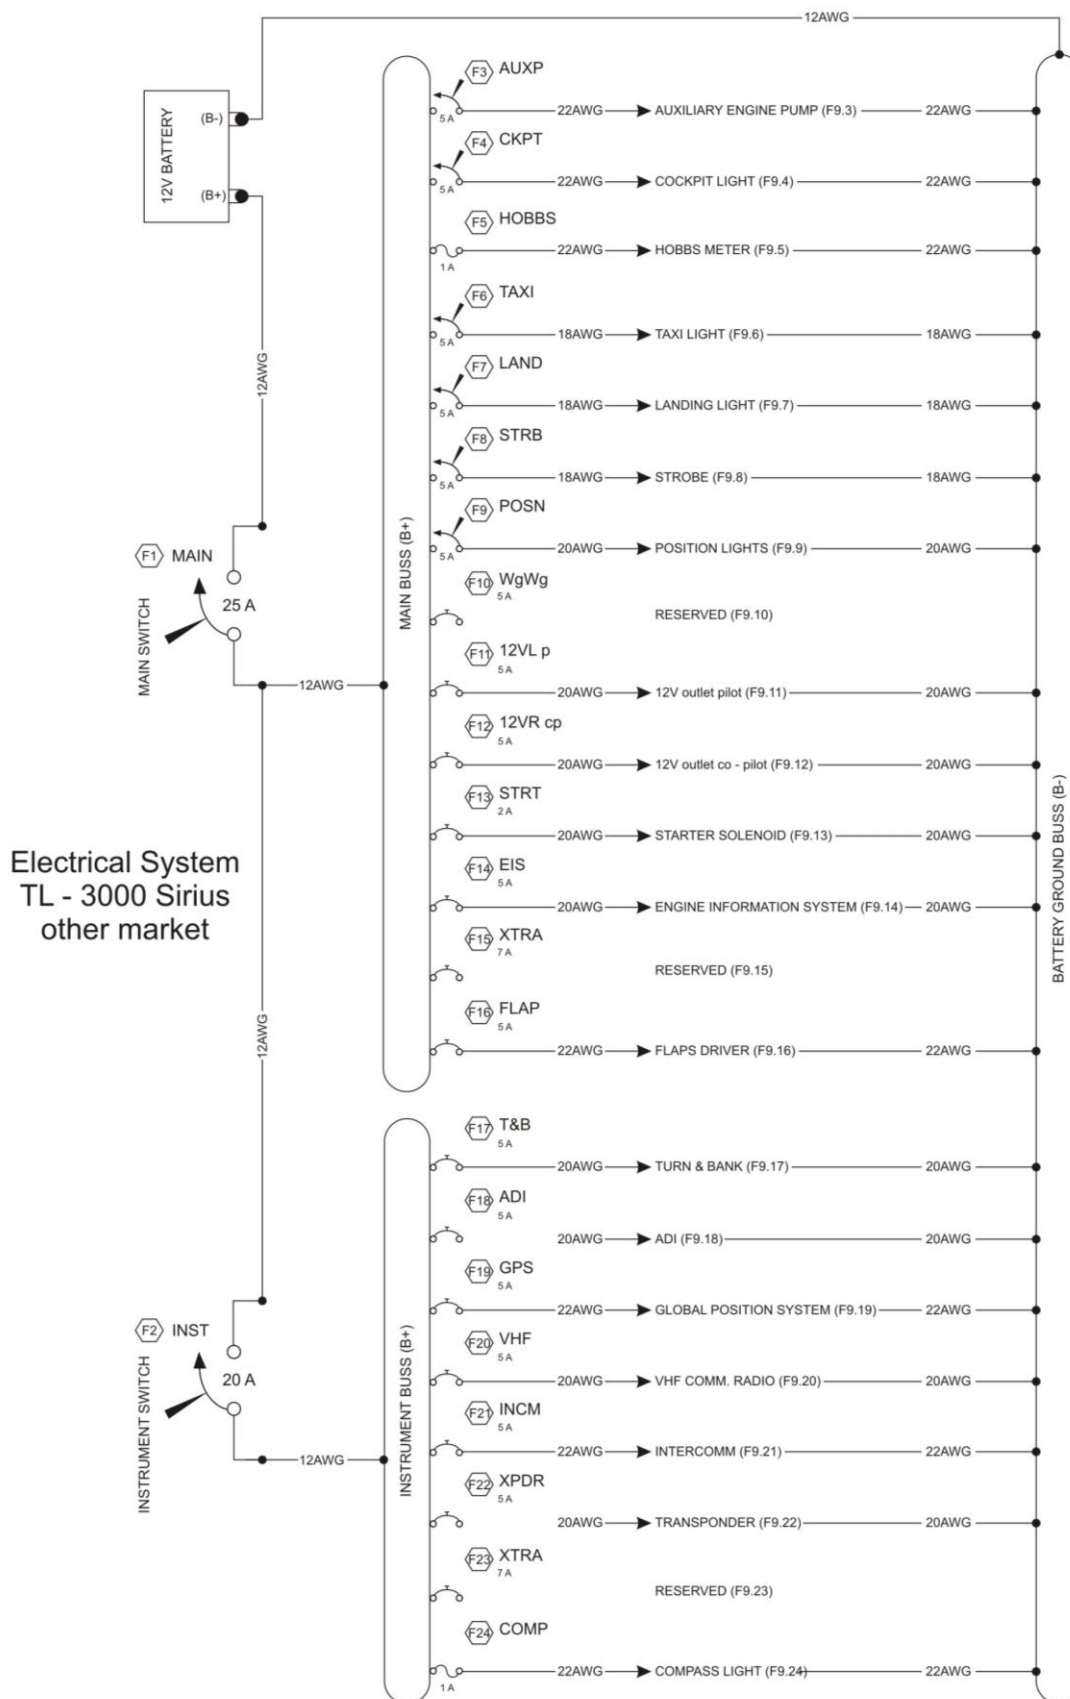 12AWG
12V BATTERY
(B-)
(B+)
12AWG
F1 MAIN
25 A
MAIN SWITCH
12AWG
12AWG
Electrical System
TL - 3000 Sirius
other market
F2 INST
20 A
INSTRUMENT SWITCH
12AWG
MAIN BUSS (B+)
F3 AUXP
5 A
22AWG AUXILIARY ENGINE PUMP (F9.3) 22AWG
F4 CKPT
5 A
22AWG COCKPIT LIGHT (F9.4) 22AWG
F5 HOBBS
1 A
22AWG HOBBS METER (F9.5) 22AWG
F6 TAXI
5 A
18AWG TAXI LIGHT (F9.6) 18AWG
F7 LAND
5 A
18AWG LANDING LIGHT (F9.7) 18AWG
F8 STRB
5 A
18AWG STROBE (F9.8) 18AWG
F9 POSN
5 A
20AWG POSITION LIGHTS (F9.9) 20AWG
F10 WgWg
5 A
RESERVED (F9.10)
F11 12VL p
5 A
20AWG 12V outlet pilot (F9.11) 20AWG
F12 12VR cp
5 A
20AWG 12V outlet co - pilot (F9.12) 20AWG
F13 STRT
2 A
20AWG STARTER SOLENOID (F9.13) 20AWG
F14 EIS
5 A
20AWG ENGINE INFORMATION SYSTEM (F9.14) 20AWG
F15 XTRA
7 A
RESERVED (F9.15)
F16 FLAP
5 A
22AWG FLAPS DRIVER (F9.16) 22AWG
INSTRUMENT BUSS (B+)
F17 T&B
5 A
20AWG TURN & BANK (F9.17) 20AWG
F18 ADI
5 A
20AWG ADI (F9.18) 20AWG
F19 GPS
5 A
22AWG GLOBAL POSITION SYSTEM (F9.19) 22AWG
F20 VHF
5 A
20AWG VHF COMM. RADIO (F9.20) 20AWG
F21 INCM
5 A
22AWG INTERCOMM (F9.21) 22AWG
F22 XPDR
5 A
20AWG TRANSPONDER (F9.22) 20AWG
F23 XTRA
7 A
RESERVED (F9.23)
F24 COMP
1 A
22AWG COMPASS LIGHT (F9.24) 22AWG
BATTERY GROUND BUSS (B-)